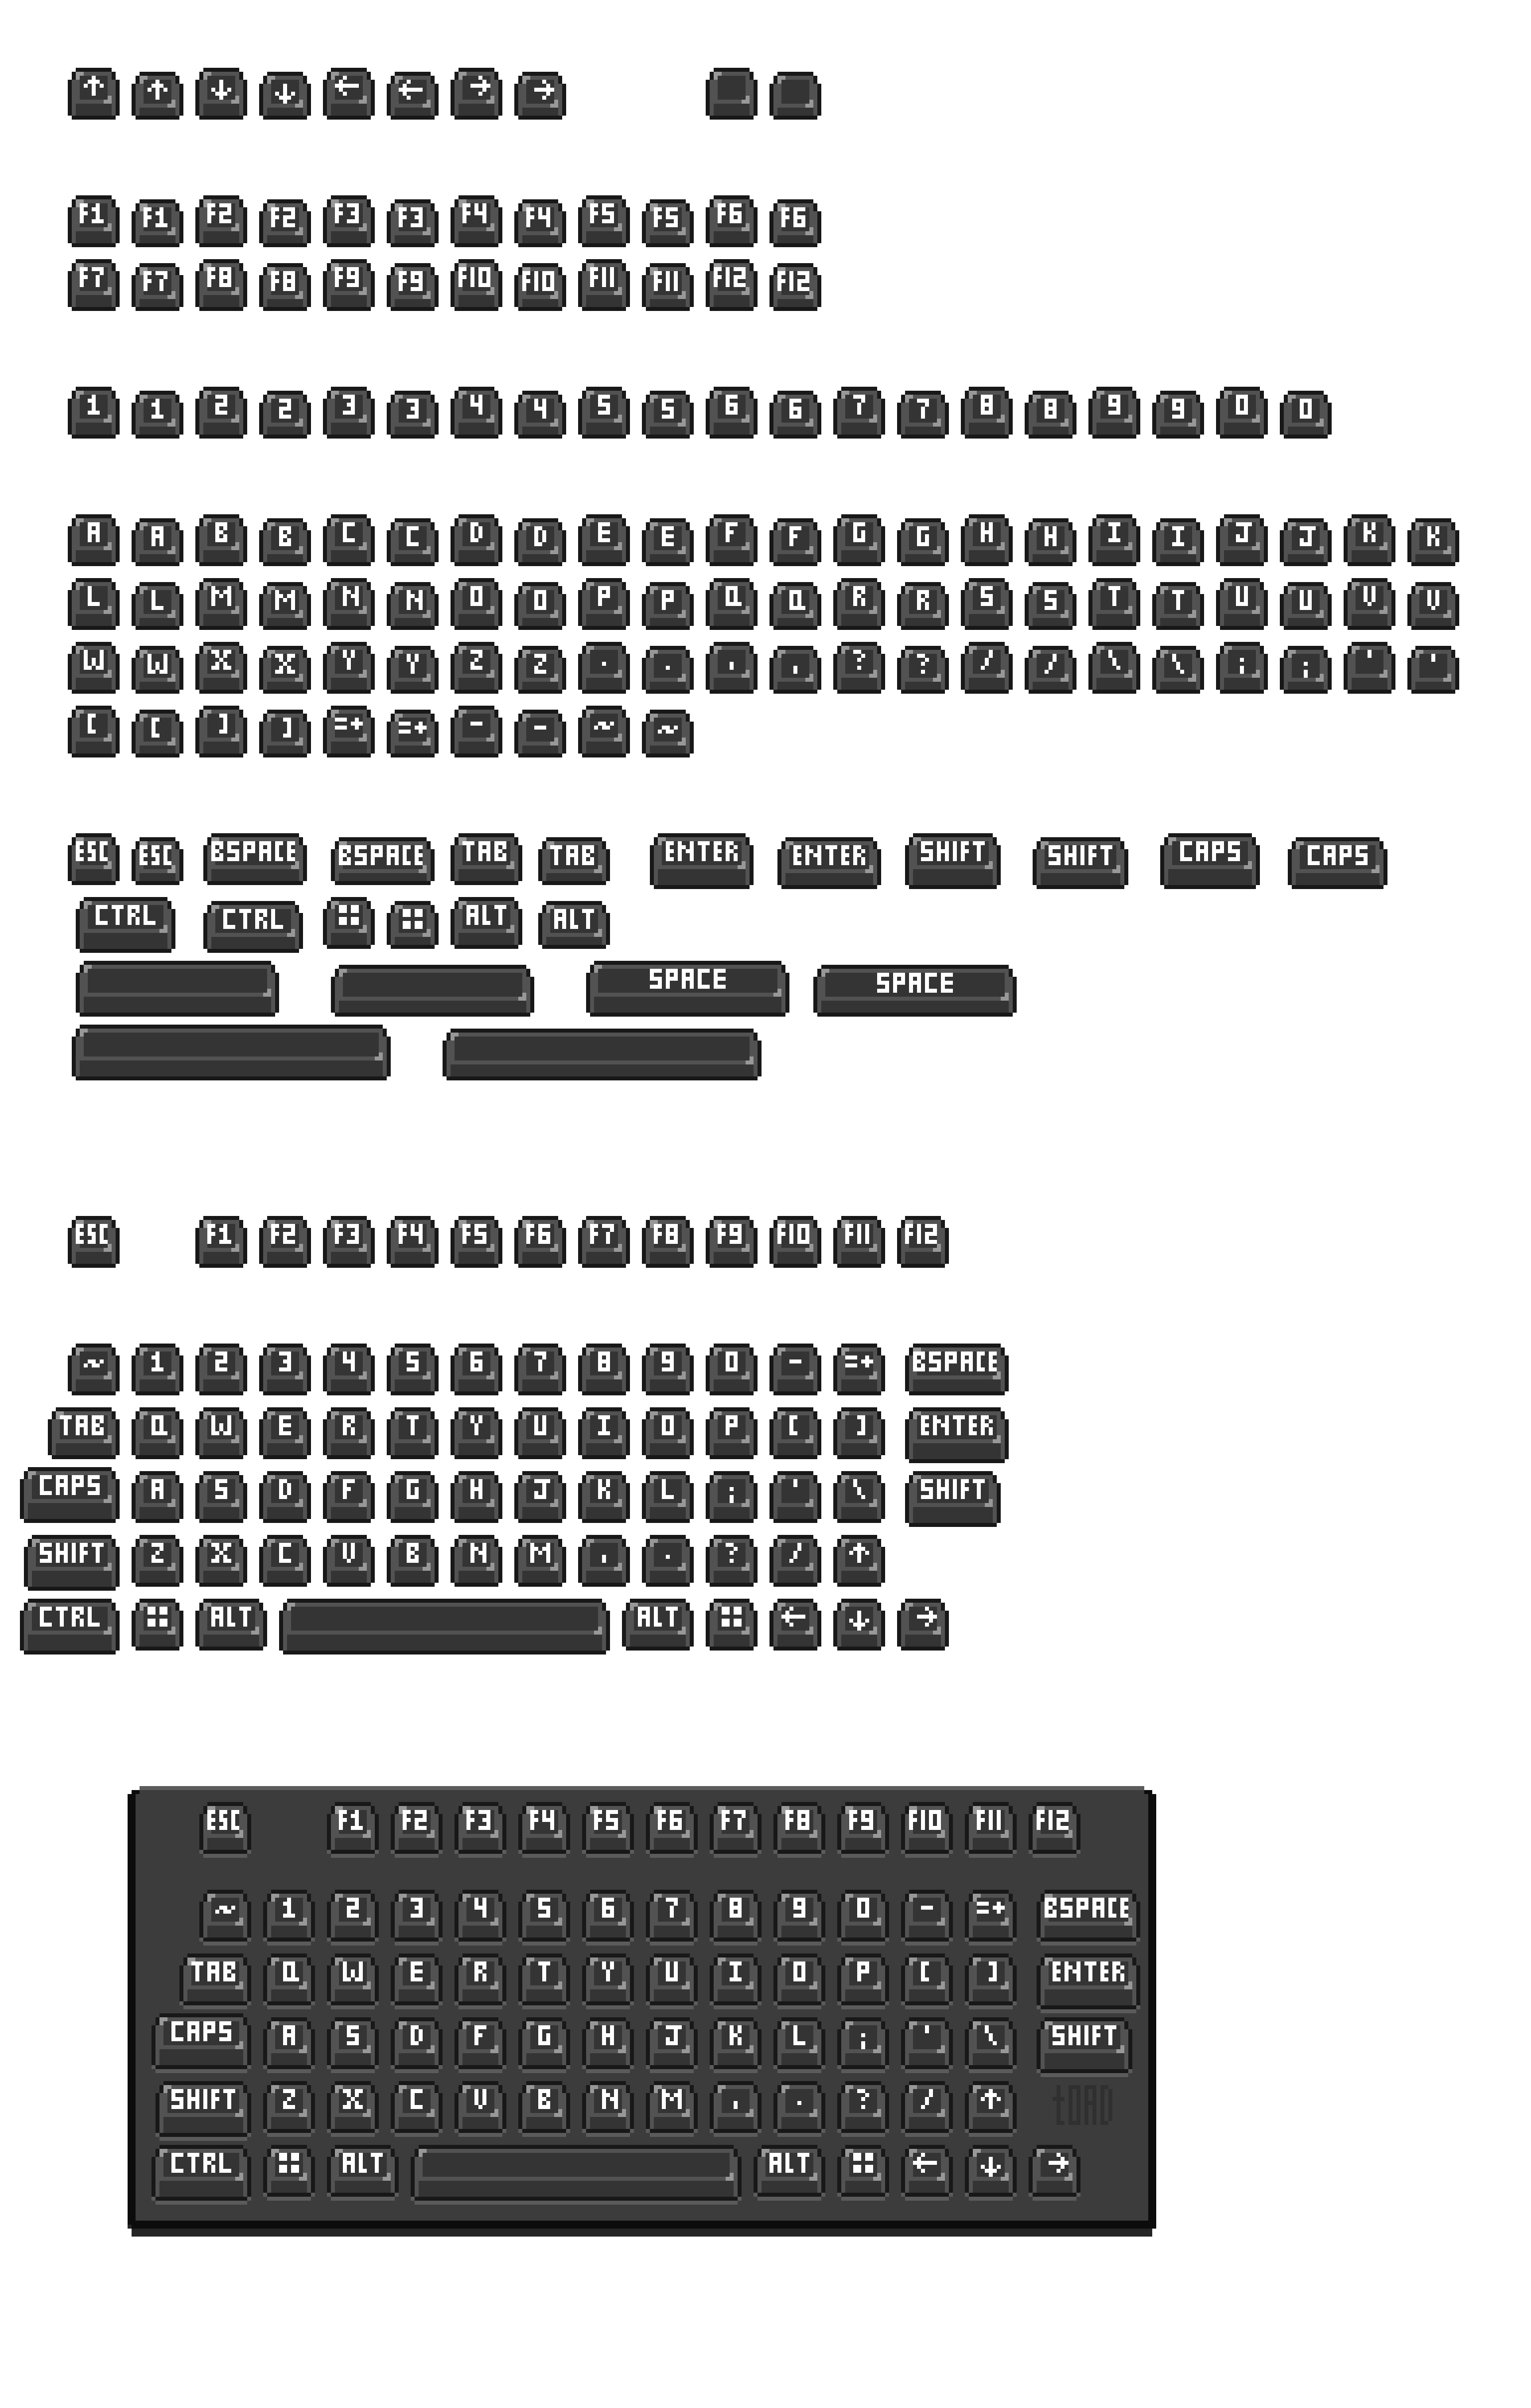 ↑ ↑ ↓ ↓ ← ← → →
F1 F1 F2 F2 F3 F3 F4 F4 F5 F5 F6 F6
F7 F7 F8 F8 F9 F9 F10 F10 F11 F11 F12 F12
1 1 2 2 3 3 4 4 5 5 6 6 7 7 8 8 9 9 0 0
A A B B C C D D E E F F G G H H I I J J K K
L L M M N N O O P P Q Q R R S S T T U U V V
W W X X Y Y Z Z . . , , ? ? / / \ \ ; ; ' '
[ [ ] ] =+ =+ - - ~ ~
ESC ESC BSPACE BSPACE TAB TAB ENTER ENTER SHIFT SHIFT CAPS CAPS
CTRL CTRL ALT ALT
SPACE SPACE
ESC F1 F2 F3 F4 F5 F6 F7 F8 F9 F10 F11 F12
~ 1 2 3 4 5 6 7 8 9 0 - =+ BSPACE
TAB Q W E R T Y U I O P [ ] ENTER
CAPS A S D F G H J K L ; ' \ SHIFT
SHIFT Z X C V B N M , . ? / ↑
CTRL ALT ALT ← ↓ →
ESC F1 F2 F3 F4 F5 F6 F7 F8 F9 F10 F11 F12
~ 1 2 3 4 5 6 7 8 9 0 - =+ BSPACE
TAB Q W E R T Y U I O P [ ] ENTER
CAPS A S D F G H J K L ; ' \ SHIFT
SHIFT Z X C V B N M , . ? / ↑ tOAD
CTRL ALT ALT ← ↓ →